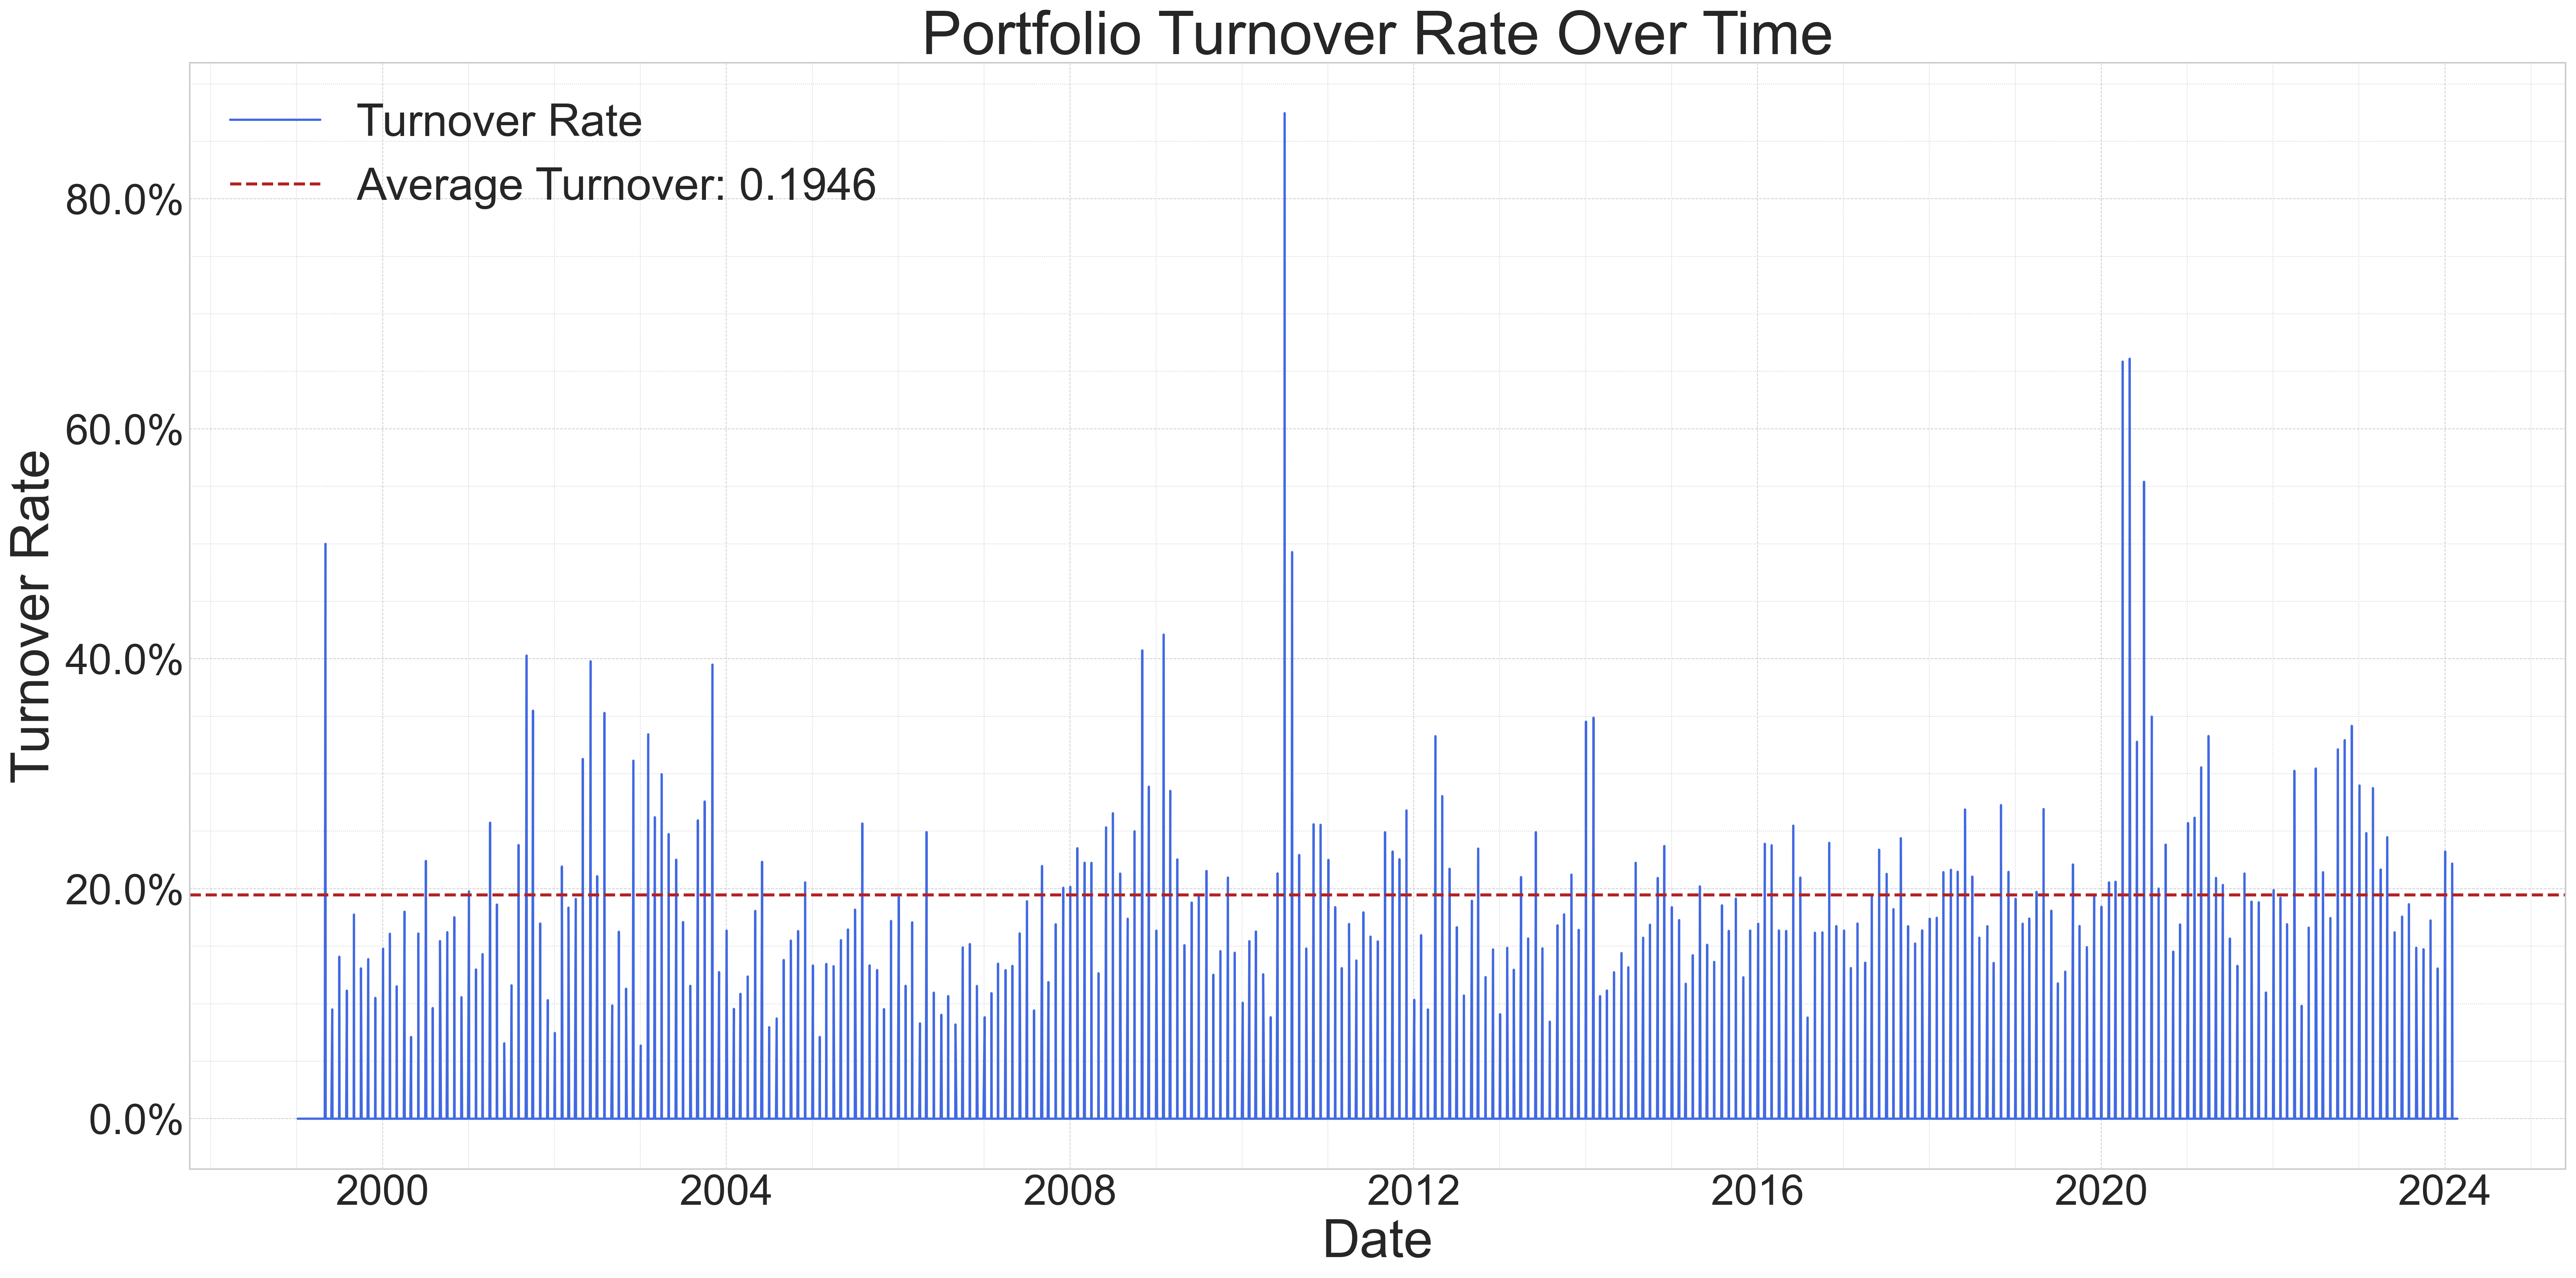 Portfolio Turnover Rate Over Time
Turnover Rate
Average Turnover: 0.1946
Turnover Rate
80.0%
60.0%
40.0%
20.0%
0.0%
2000
2004
2008
2012
2016
2020
2024
Date